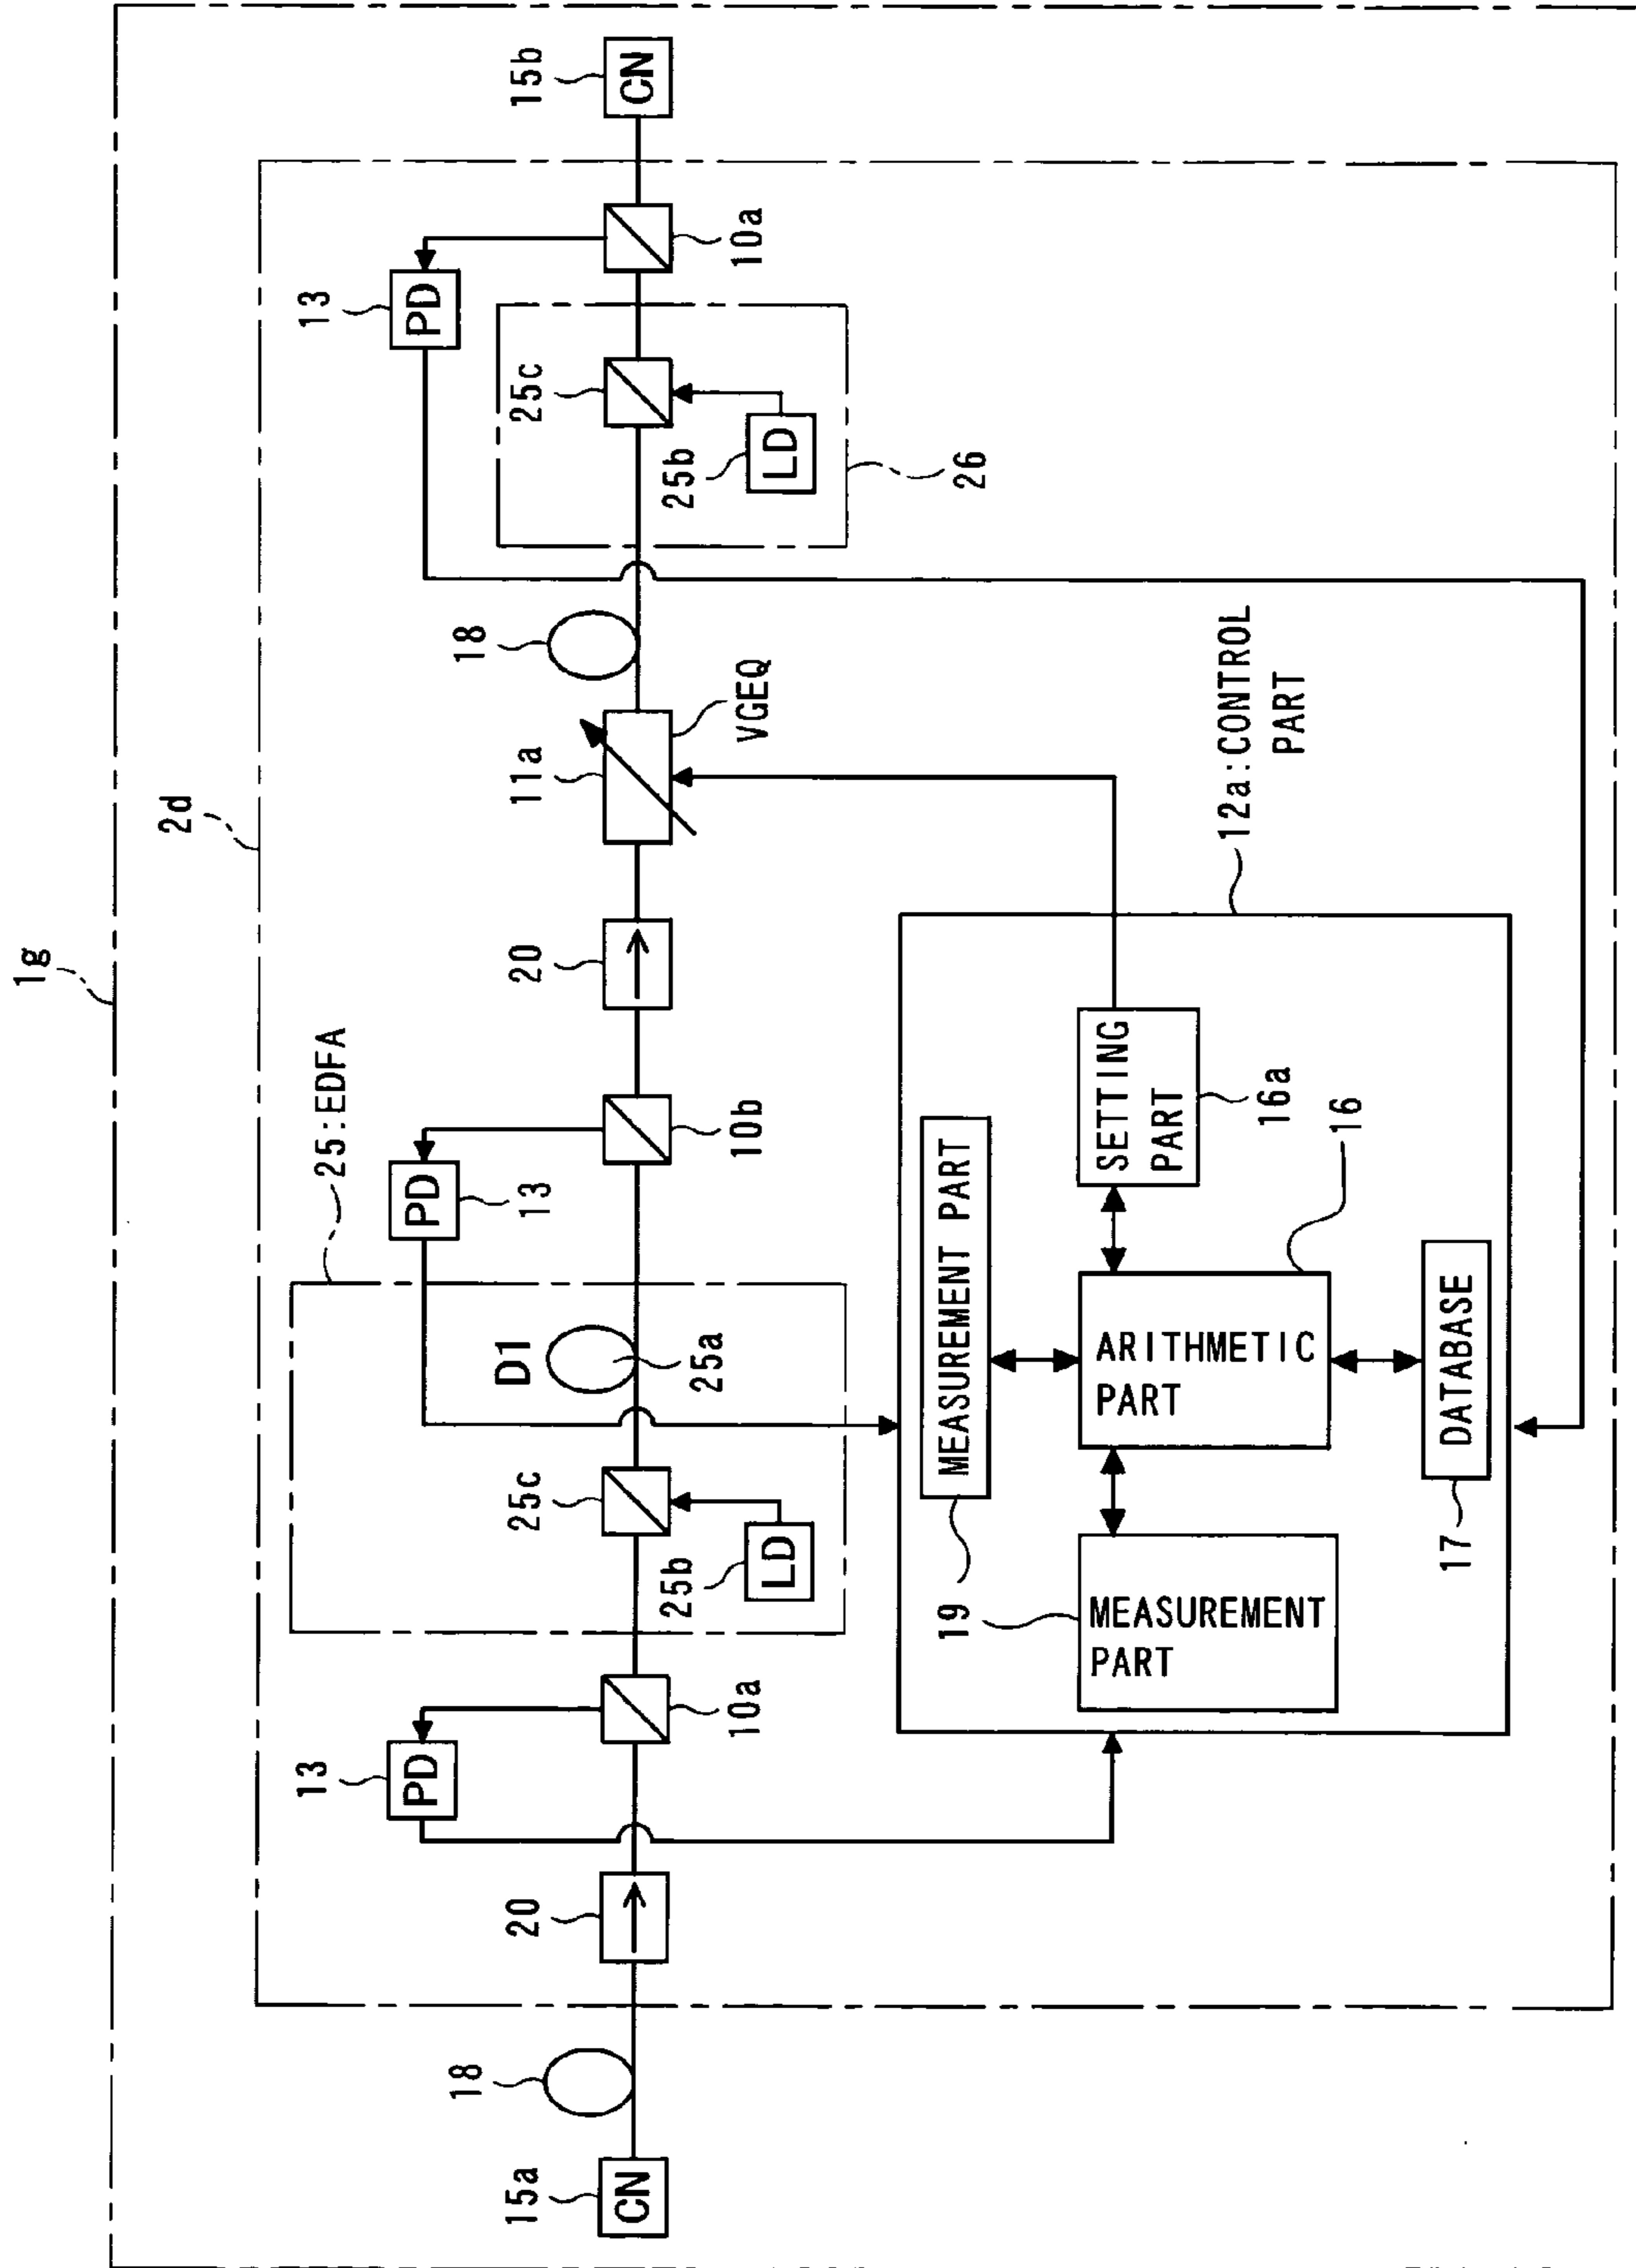 1g
2d
25:EDFA
13
PD
13
PD
13
PD
15a
CN
18
20
10a
25c
25b
LD
D1
25a
10b
20
11a
VGEQ
18
25c
25b
LD
26
10a
15b
CN
12a:CONTROL
PART
19
MEASUREMENT PART
MEASUREMENT
PART
ARITHMETIC
PART
16
SETTING
PART
16a
17
DATABASE